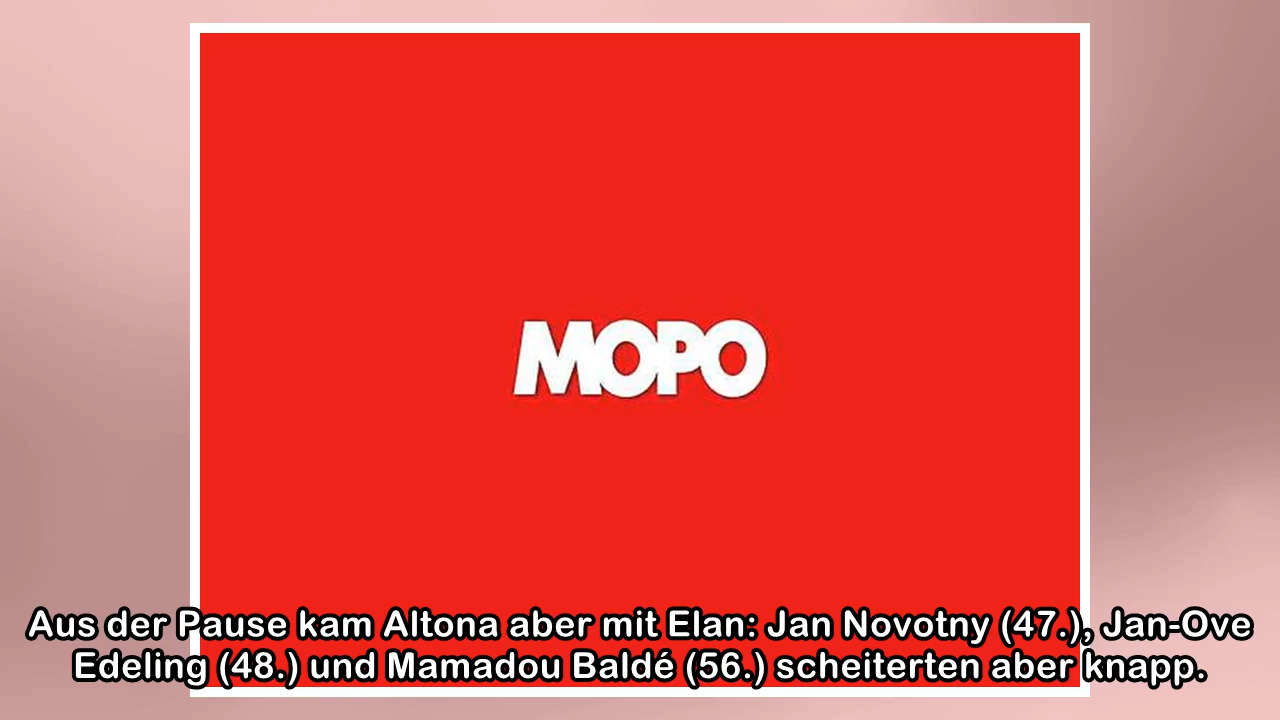 MOPO
Aus der Pause kam Altona aber mit Elan: Jan Novotny (47.), Jan-Ove
Edeling (48.) und Mamadou Baldé (56.) scheiterten aber knapp.